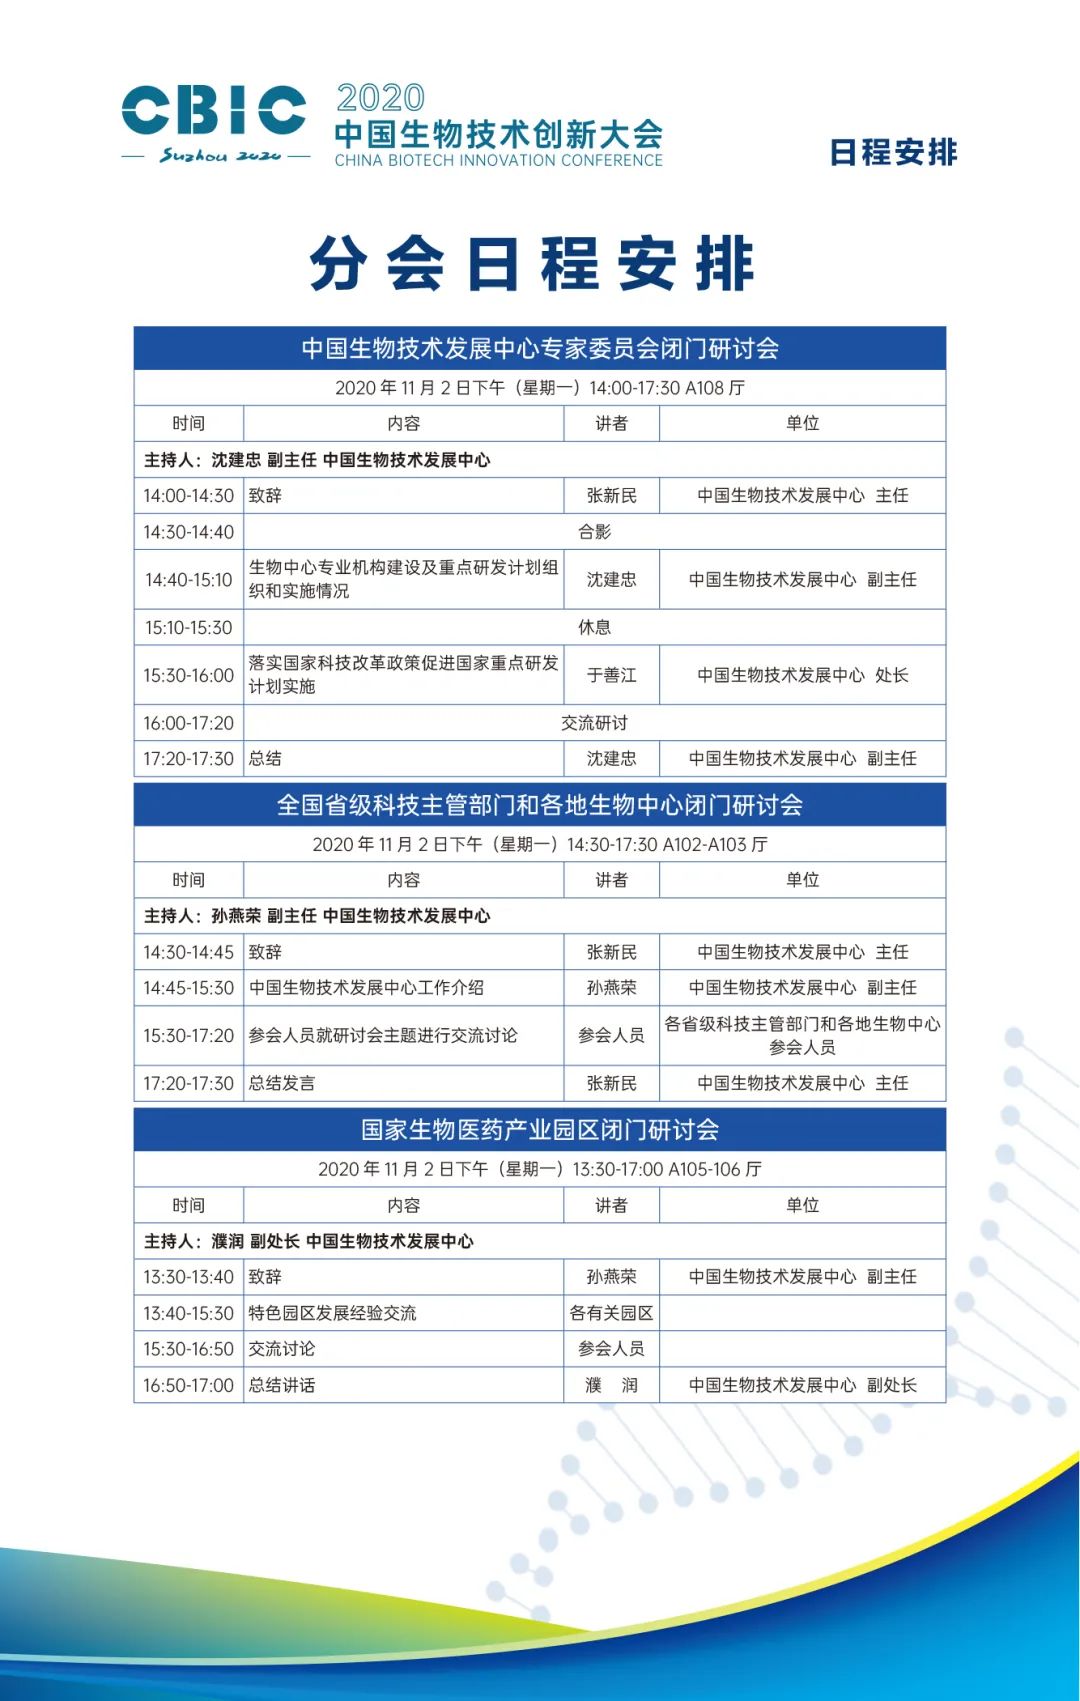 CBIC
Suzhou 2020
2020
中国生物技术创新大会
CHINA BIOTECH INNOVATION CONFERENCE
日程安排
分会日程安排
中国生物技术发展中心专家委员会闭门研讨会
2020 年 11 月 2 日下午（星期一）14:00-17:30 A108 厅
时间 内容 讲者 单位
主持人：沈建忠 副主任 中国生物技术发展中心
14:00-14:30 致辞 张新民 中国生物技术发展中心 主任
14:30-14:40 合影
生物中心专业机构建设及重点研发计划组
14:40-15:10 沈建忠 中国生物技术发展中心 副主任
织和实施情况
15:10-15:30 休息
落实国家科技改革政策促进国家重点研发
15:30-16:00 于善江 中国生物技术发展中心 处长
计划实施
16:00-17:20 交流研讨
17:20-17:30 总结 沈建忠 中国生物技术发展中心 副主任
全国省级科技主管部门和各地生物中心闭门研讨会
2020 年 11 月 2 日下午（星期一）14:30-17:30 A102-A103 厅
时间 内容 讲者 单位
主持人：孙燕荣 副主任 中国生物技术发展中心
14:30-14:45 致辞 张新民 中国生物技术发展中心 主任
14:45-15:30 中国生物技术发展中心工作介绍 孙燕荣 中国生物技术发展中心 副主任
各省级科技主管部门和各地生物中心
15:30-17:20 参会人员就研讨会主题进行交流讨论 参会人员
参会人员
17:20-17:30 总结发言 张新民 中国生物技术发展中心 主任
国家生物医药产业园区闭门研讨会
2020 年 11 月 2 日下午（星期一）13:30-17:00 A105-106 厅
时间 内容 讲者 单位
主持人：濮润 副处长 中国生物技术发展中心
13:30-13:40 致辞 孙燕荣 中国生物技术发展中心 副主任
13:40-15:30 特色园区发展经验交流 各有关园区
15:30-16:50 交流讨论 参会人员
16:50-17:00 总结讲话 濮 润 中国生物技术发展中心 副处长